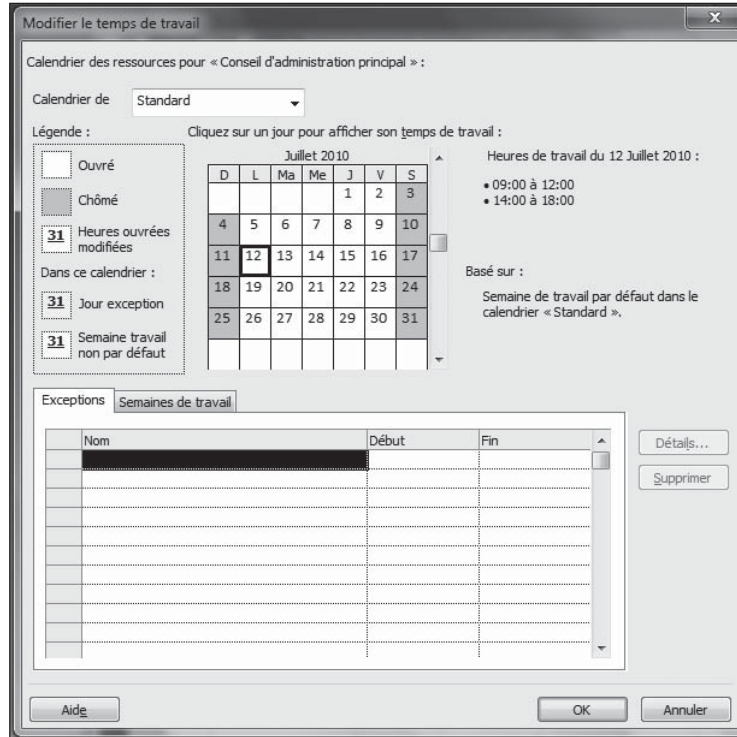 Modifier le temps de travail
x
Calendrier des ressources pour « Conseil d'administration principal » :
Calendrier de Standard
Légende :
Ouvré
Chômé
31 Heures ouvrées
modifiées
Dans ce calendrier :
31 Jour exception
31 Semaine travail
non par défaut
Cliquez sur un jour pour afficher son temps de travail :
Juillet 2010
D L Ma Me J V S
1 2 3
4 5 6 7 8 9 10
11 12 13 14 15 16 17
18 19 20 21 22 23 24
25 26 27 28 29 30 31
Heures de travail du 12 Juillet 2010 :
• 09:00 à 12:00
• 14:00 à 18:00
Basé sur :
Semaine de travail par défaut dans le
calendrier « Standard ».
Exceptions Semaines de travail
Nom Début Fin
Détails...
Supprimer
Aide OK Annuler